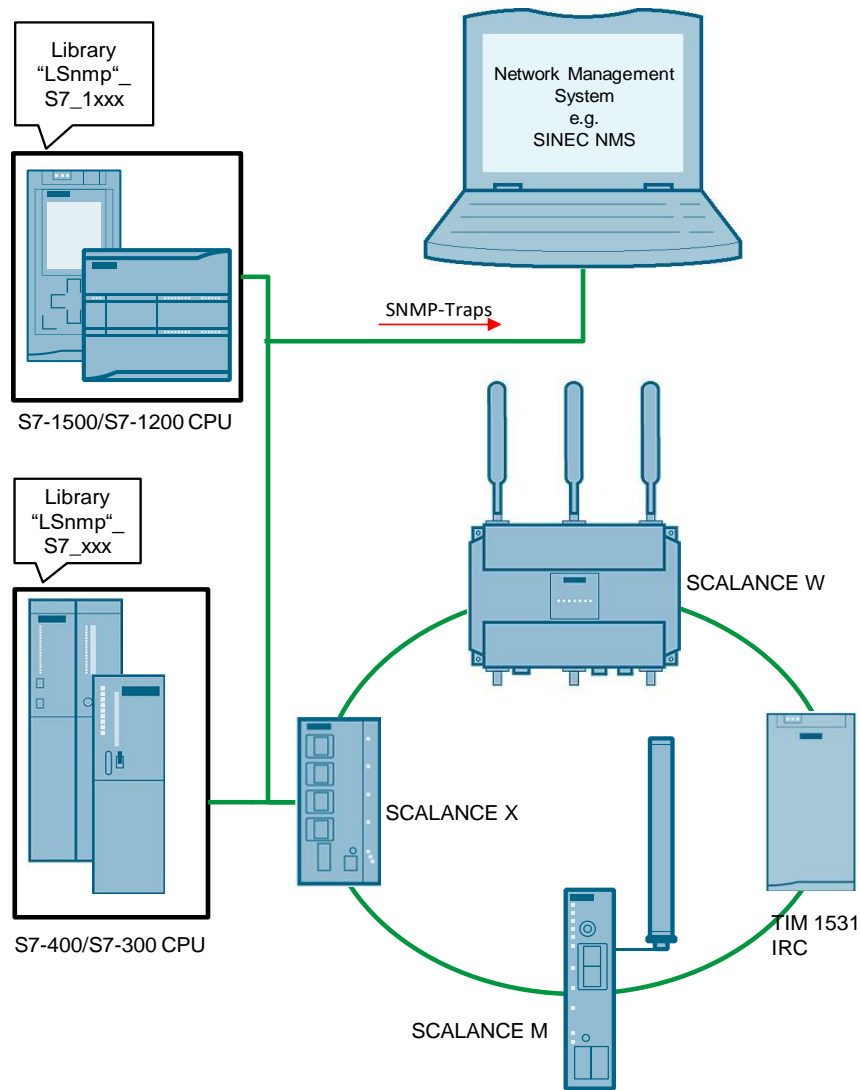 Library
“LSnmp“_
S7_1xxx
Network Management
System
e.g.
SINEC NMS
SNMP-Traps
S7-1500/S7-1200 CPU
Library
“LSnmp“_
S7_xxx
SCALANCE W
SCALANCE X
S7-400/S7-300 CPU
TIM 1531
IRC
SCALANCE M